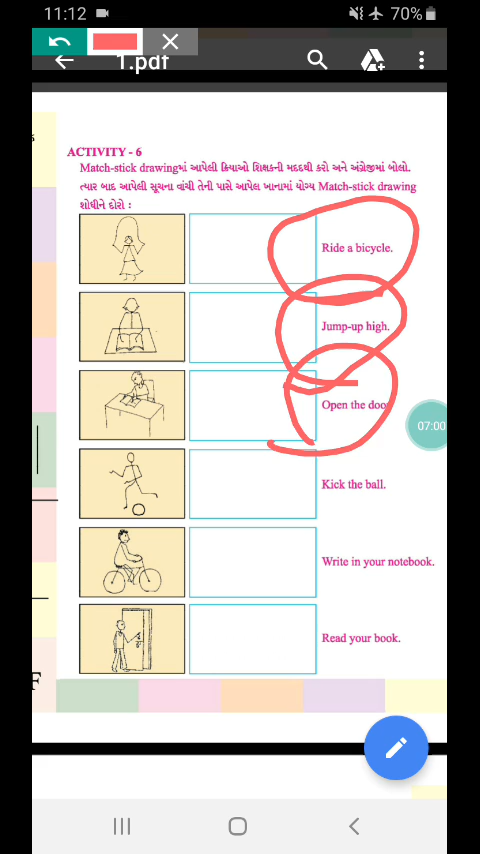 11:12
70%
1.pdf
ACTIVITY - 6
Match-stick drawingમાં આપેલી ક્રિયાઓ શિક્ષકની મદદથી કરો અને અંગ્રેજીમાં બોલો.
ત્યાર બાદ આપેલી સૂચના વાંચી તેની પાસે આપેલ ખાનામાં યોગ્ય Match-stick drawing
શોધીને દોરો :
Ride a bicycle.
Jump-up high.
Open the doo
07:00
Kick the ball.
Write in your notebook.
Read your book.
F